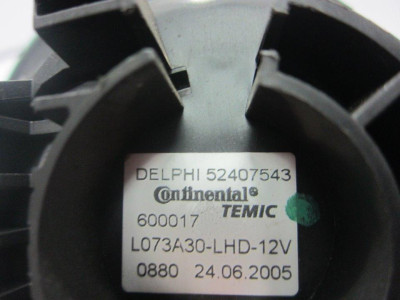 DELPHI 52407543
Continental®
TEMIC
600017
L073A30-LHD-12V
0880 24.06.2005